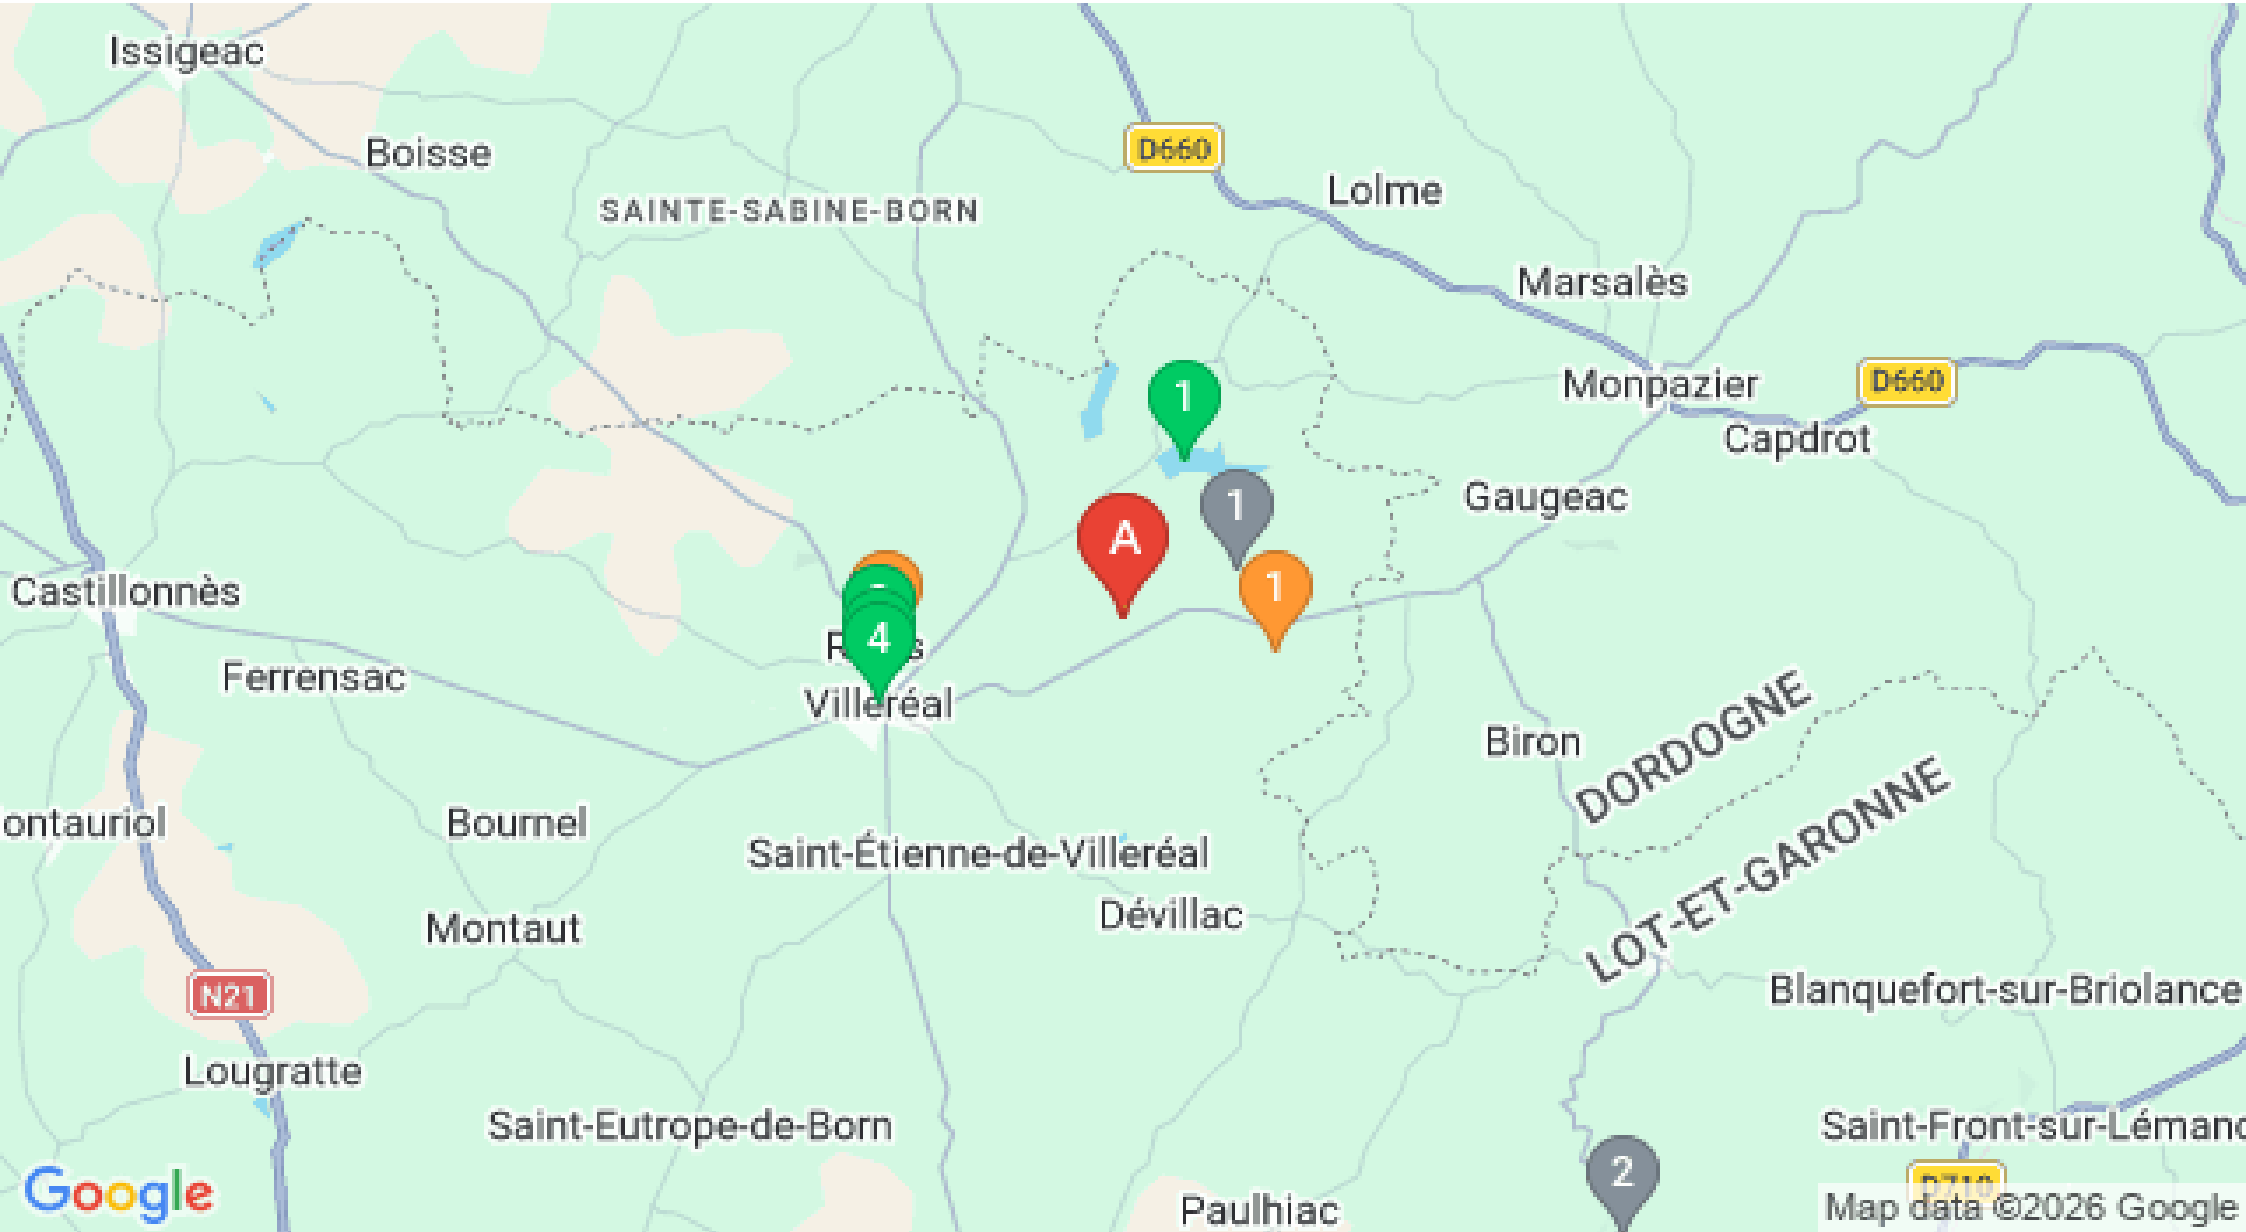 Issigeac
Boisse
D660
Lolme
SAINTE-SABINE-BORN
Marsalès
1
Monpazier
D660
Capdrot
Gaugeac
1
A
Castillonnès
1
4
Ferrensac
Villeréal
Biron
DORDOGNE
LOT-ET-GARONNE
ontauriol
Bournel
Saint-Étienne-de-Villeréal
Dévillac
Montaut
N21
Blanquefort-sur-Briolance
Lougratte
Saint-Eutrope-de-Born
Saint-Front-sur-Lémanc
2
D710
Google
Paulhiac
Map data ©2026 Google